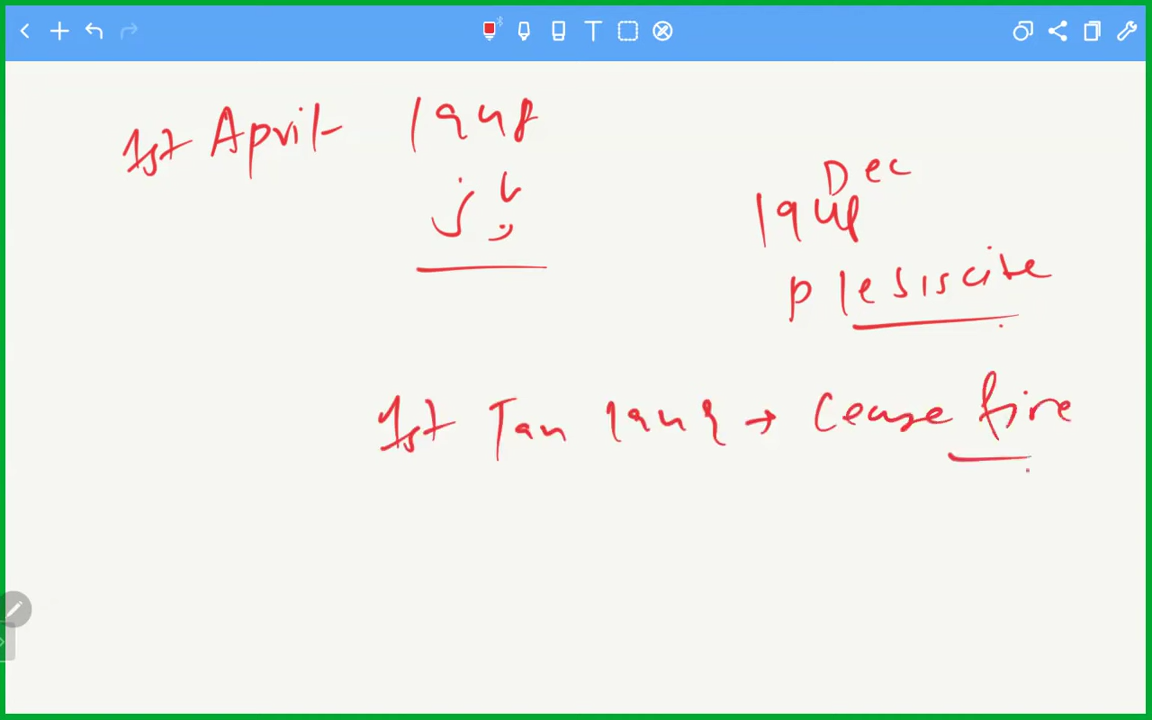 1st April 1948
Dec
1948
plesiscite
1st Jan 1949 → Cease fire